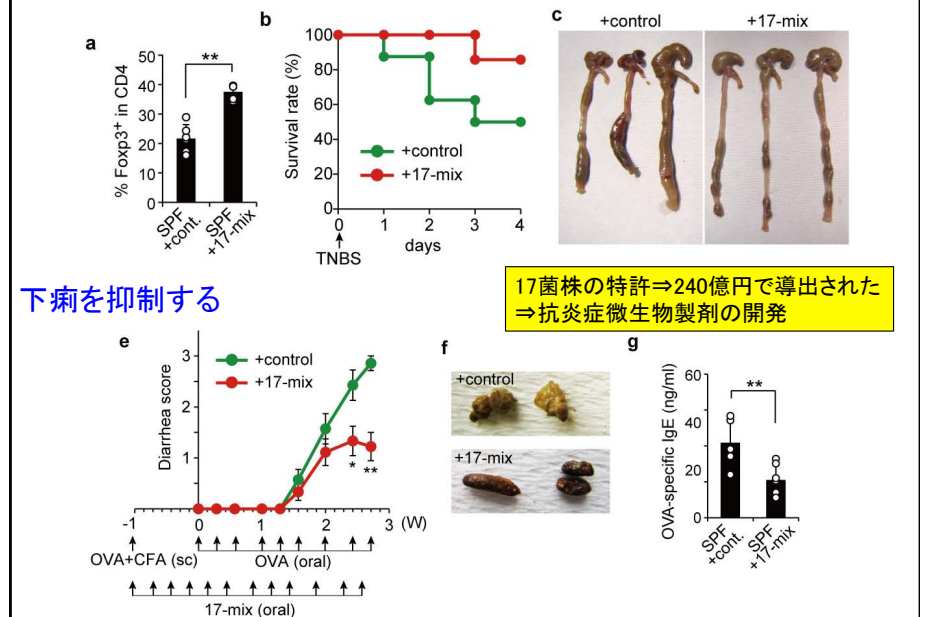 a
% Foxp3⁺ in CD4
50
40
30
20
10
0
**
SPF +cont.
SPF +17-mix
b
Survival rate (%)
100
80
60
40
100
0
+control
+17-mix
0 1 2 3 4
days
TNBS
c
+control +17-mix
下痢を抑制する
17菌株の特許⇒240億円で導出された
⇒抗炎症微生物製剤の開発
e
Diarrhea score
3
2
1
+control
+17-mix
* **
-1 0 1 2 3 (W)
OVA+CFA (sc) OVA (oral)
17-mix (oral)
f
+control
+17-mix
g
OVA-specific IgE (ng/ml)
60
40
20
0
**
SPF +cont.
SPF +17-mix